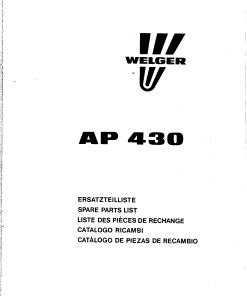 WELGER
AP 430
ERSATZTEILLISTE
SPARE PARTS LIST
LISTE DES PIÈCES DE RECHANGE
CATALOGO RICAMBI
CATÁLOGO DE PIEZAS DE RECAMBIO